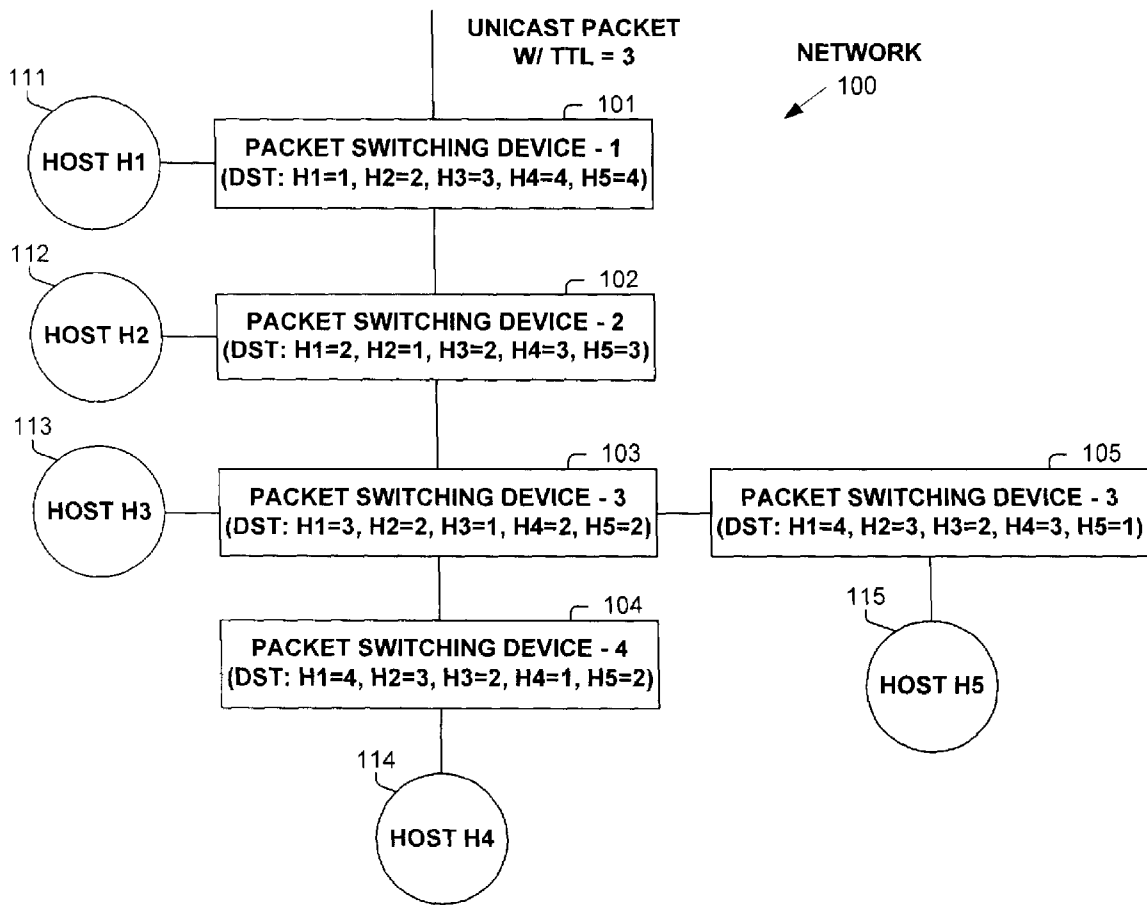 UNICAST PACKET
W/ TTL = 3
NETWORK
100
111
HOST H1
101
PACKET SWITCHING DEVICE - 1
(DST: H1=1, H2=2, H3=3, H4=4, H5=4)
112
HOST H2
102
PACKET SWITCHING DEVICE - 2
(DST: H1=2, H2=1, H3=2, H4=3, H5=3)
113
HOST H3
103
PACKET SWITCHING DEVICE - 3
(DST: H1=3, H2=2, H3=1, H4=2, H5=2)
105
PACKET SWITCHING DEVICE - 3
(DST: H1=4, H2=3, H3=2, H4=3, H5=1)
104
PACKET SWITCHING DEVICE - 4
(DST: H1=4, H2=3, H3=2, H4=1, H5=2)
115
HOST H5
114
HOST H4